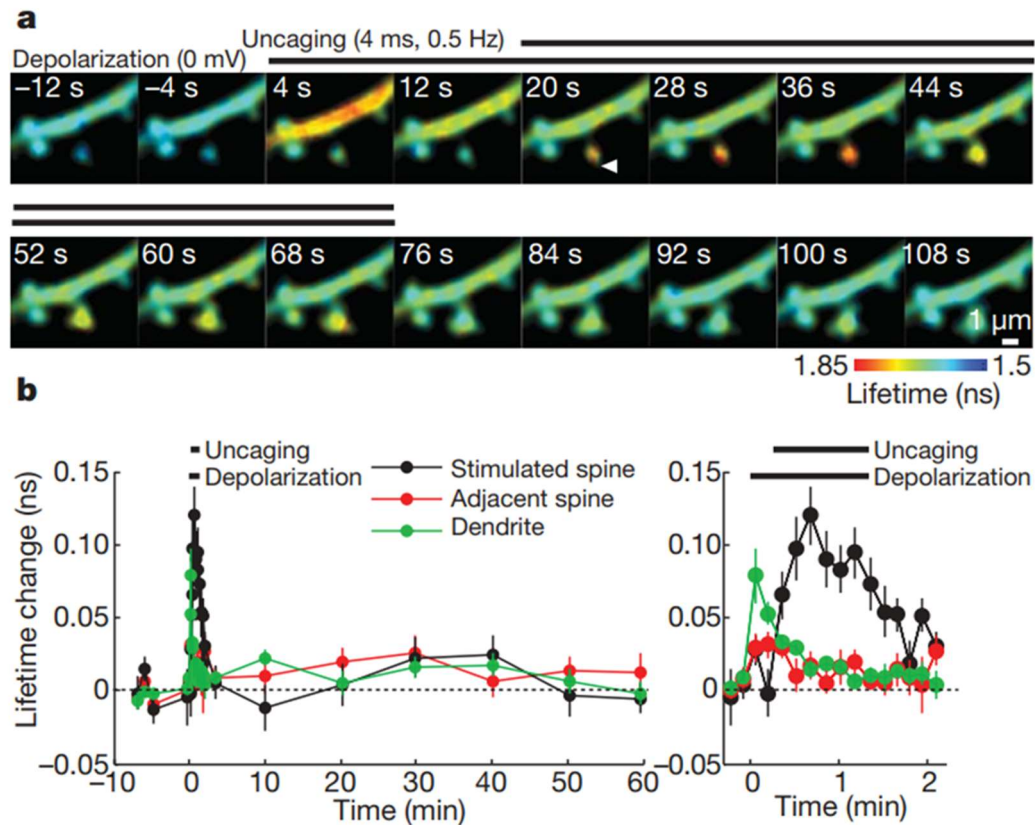 a
Uncaging (4 ms, 0.5 Hz)
Depolarization (0 mV)
−12 s −4 s 4 s 12 s 20 s 28 s 36 s 44 s
52 s 60 s 68 s 76 s 84 s 92 s 100 s 108 s
1 μm
1.85 1.5
Lifetime (ns)
b
Uncaging
Depolarization
Stimulated spine
Adjacent spine
Dendrite
Lifetime change (ns)
0.15
0.10
0.05
0
−0.05
−10 0 10 20 30 40 50 60
Time (min)
Uncaging
Depolarization
0.15
0.10
0.05
0
−0.05
0 1 2
Time (min)